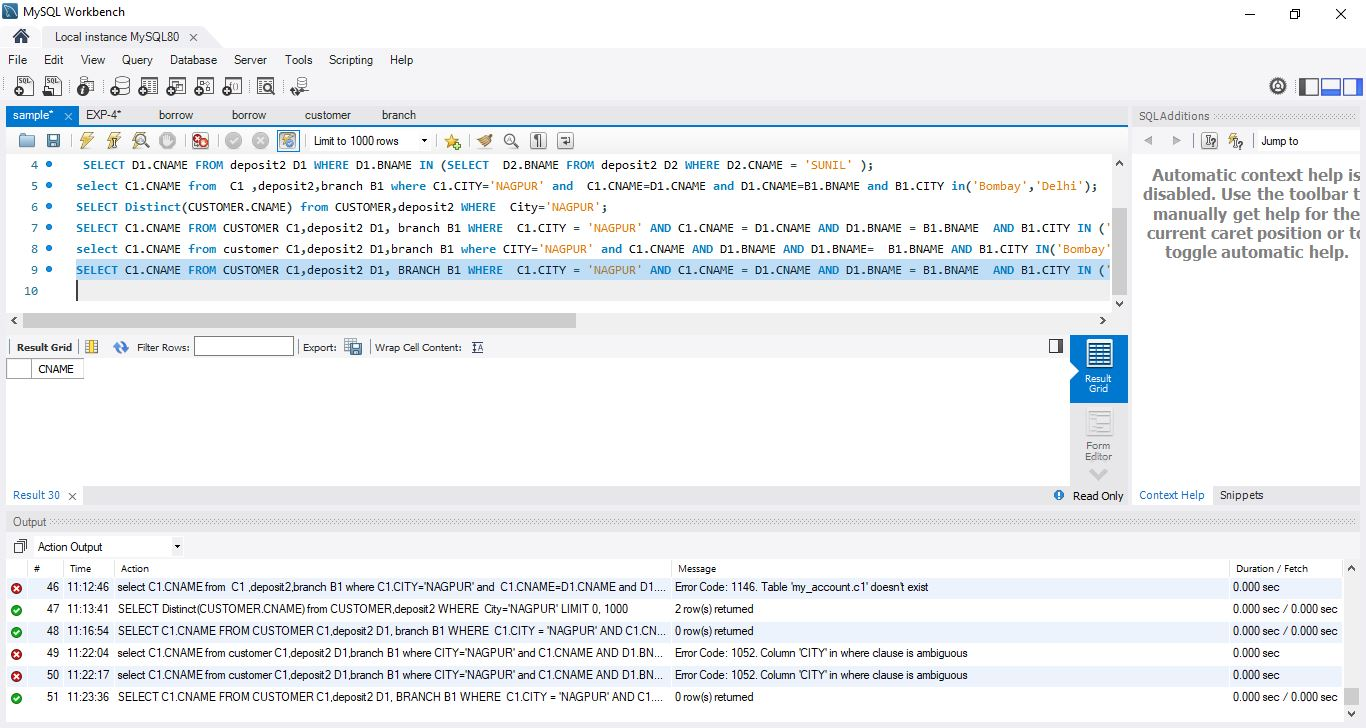 MySQL Workbench
Local instance MySQL80
File Edit View Query Database Server Tools Scripting Help
sample* EXP-4* borrow borrow customer branch
SQLAdditions
Limit to 1000 rows
Jump to
4 SELECT D1.CNAME FROM deposit2 D1 WHERE D1.BNAME IN (SELECT D2.BNAME FROM deposit2 D2 WHERE D2.CNAME = 'SUNIL' );
5 select C1.CNAME from C1 ,deposit2,branch B1 where C1.CITY='NAGPUR' and C1.CNAME=D1.CNAME and D1.CNAME=B1.BNAME and B1.CITY in('Bombay','Delhi');
6 SELECT Distinct(CUSTOMER.CNAME) from CUSTOMER,deposit2 WHERE City='NAGPUR';
7 SELECT C1.CNAME FROM CUSTOMER C1,deposit2 D1, branch B1 WHERE C1.CITY = 'NAGPUR' AND C1.CNAME = D1.CNAME AND D1.BNAME = B1.BNAME AND B1.CITY IN ('
8 select C1.CNAME from customer C1,deposit2 D1,branch B1 where CITY='NAGPUR' and C1.CNAME AND D1.BNAME AND D1.BNAME= B1.BNAME AND B1.CITY IN('Bombay'
9 SELECT C1.CNAME FROM CUSTOMER C1,deposit2 D1, BRANCH B1 WHERE C1.CITY = 'NAGPUR' AND C1.CNAME = D1.CNAME AND D1.BNAME = B1.BNAME AND B1.CITY IN ('
10
Automatic context help is
disabled. Use the toolbar t
manually get help for the
current caret position or to
toggle automatic help.
Result Grid Filter Rows: Export: Wrap Cell Content:
CNAME
Result
Grid
Form
Editor
Result 30
Read Only
Context Help Snippets
Output
Action Output
# Time Action Message Duration / Fetch
46 11:12:46 select C1.CNAME from C1 ,deposit2,branch B1 where C1.CITY='NAGPUR' and C1.CNAME=D1.CNAME and D1.... Error Code: 1146. Table 'my_account.c1' doesn't exist 0.000 sec
47 11:13:41 SELECT Distinct(CUSTOMER.CNAME) from CUSTOMER,deposit2 WHERE City='NAGPUR' LIMIT 0, 1000 2 row(s) returned 0.000 sec / 0.000 sec
48 11:16:54 SELECT C1.CNAME FROM CUSTOMER C1,deposit2 D1, branch B1 WHERE C1.CITY = 'NAGPUR' AND C1.CN... 0 row(s) returned 0.000 sec / 0.000 sec
49 11:22:04 select C1.CNAME from customer C1,deposit2 D1,branch B1 where CITY='NAGPUR' and C1.CNAME AND D1.BN... Error Code: 1052. Column 'CITY' in where clause is ambiguous 0.000 sec
50 11:22:17 select C1.CNAME from customer C1,deposit2 D1,branch B1 where CITY='NAGPUR' and C1.CNAME AND D1.BN... Error Code: 1052. Column 'CITY' in where clause is ambiguous 0.000 sec
51 11:23:36 SELECT C1.CNAME FROM CUSTOMER C1,deposit2 D1, BRANCH B1 WHERE C1.CITY = 'NAGPUR' AND C1.... 0 row(s) returned 0.000 sec / 0.000 sec